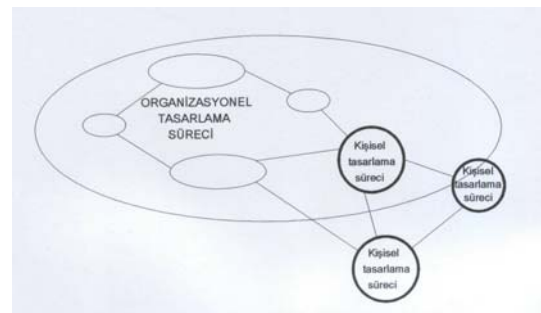 ORGANİZASYONEL
TASARLAMA
SÜRECİ
Kişisel
tasarlama
süreci
Kişisel
tasarlama
süreci
Kişisel
tasarlama
süreci